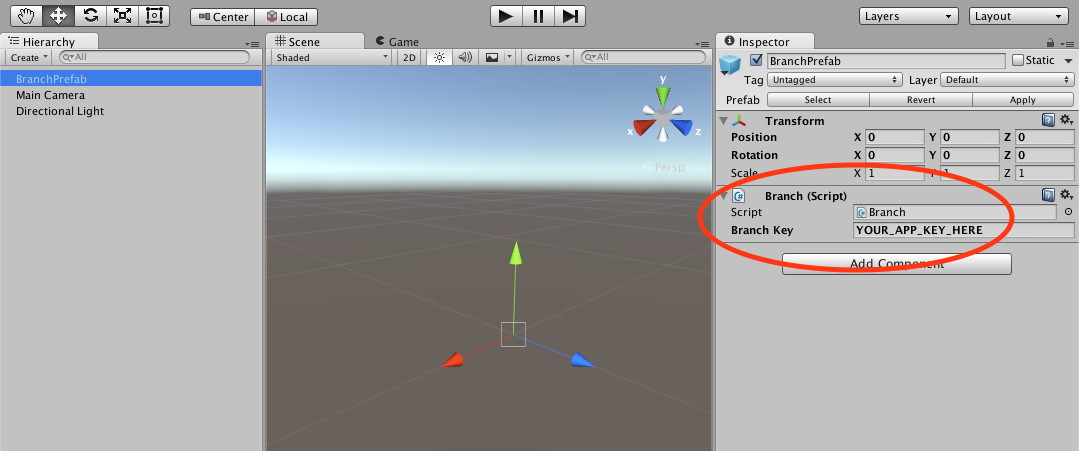 Center Local Layers Layout
Hierarchy
Create All
BranchPrefab
Main Camera
Directional Light
Scene Game
Shaded 2D Gizmos All
y
x z
Persp
Inspector
BranchPrefab Static
Tag Untagged Layer Default
Prefab Select Revert Apply
Transform
Position X 0 Y 0 Z 0
Rotation X 0 Y 0 Z 0
Scale X 1 Y 1 Z 1
Branch (Script)
Script Branch
Branch Key YOUR_APP_KEY_HERE
Add Component